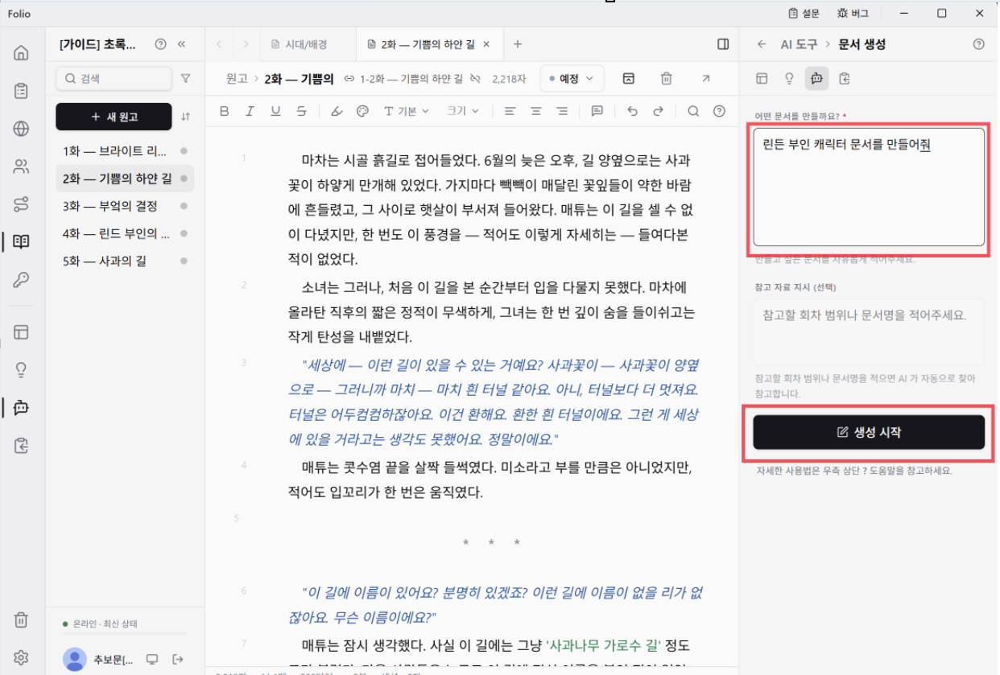 Folio
설문
버그
[가이드] 초록...
시대/배경
2화 — 기쁨의 하얀 길
AI 도구 > 문서 생성
검색
원고 > 2화 — 기쁨의
1-2화 — 기쁨의 하얀 길
2,218자
예정
+ 새 원고
기본
크기
1화 — 브라이트 리...
2화 — 기쁨의 하얀 길
3화 — 부엌의 결정
4화 — 린드 부인의 ...
5화 — 사과의 길
1
마차는 시골 흙길로 접어들었다. 6월의 늦은 오후, 길 양옆으로는 사과
꽃이 하얗게 만개해 있었다. 가지마다 빽빽이 매달린 꽃잎들이 약한 바람
에 흔들렸고, 그 사이로 햇살이 부서져 들어왔다. 매튜는 이 길을 셀 수 없
이 다녔지만, 한 번도 이 풍경을 — 적어도 이렇게 자세히는 — 들여다본
적이 없었다.
2
소녀는 그러나, 처음 이 길을 본 순간부터 입을 다물지 못했다. 마차에
올라탄 직후의 짧은 정적이 무색하게, 그녀는 한 번 깊이 숨을 들이쉬고는
작게 탄성을 내뱉었다.
3
"세상에 — 이런 길이 있을 수 있는 거예요? 사과꽃이 — 사과꽃이 양옆
으로 — 그러니까 마치 — 마치 흰 터널 같아요. 아니, 터널보다 더 멋져요.
터널은 어두컴컴하잖아요. 이건 환해요. 환한 흰 터널이에요. 그런 게 세상
에 있을 거라고는 생각도 못했어요. 정말이에요."
4
매튜는 콧수염 끝을 살짝 들썩였다. 미소라고 부를 만큼은 아니었지만,
적어도 입꼬리가 한 번은 움직였다.
5
* * *
6
"이 길에 이름이 있어요? 분명히 있겠죠? 이런 길에 이름이 없을 리가 없
잖아요. 무슨 이름이에요?"
7
매튜는 잠시 생각했다. 사실 이 길에는 그냥 '사과나무 가로수 길' 정도
온라인 · 최신 상태
추보문[...
어떤 문서를 만들까요? *
린든 부인 캐릭터 문서를 만들어줘
만들고 싶은 문서를 자유롭게 적어주세요.
참고 자료 지시 (선택)
참고할 회차 범위나 문서명을 적어주세요.
참고할 회차 범위나 문서명을 적으면 AI 가 자동으로 찾아
참고합니다.
생성 시작
자세한 사용법은 우측 상단 ? 도움말을 참고하세요.